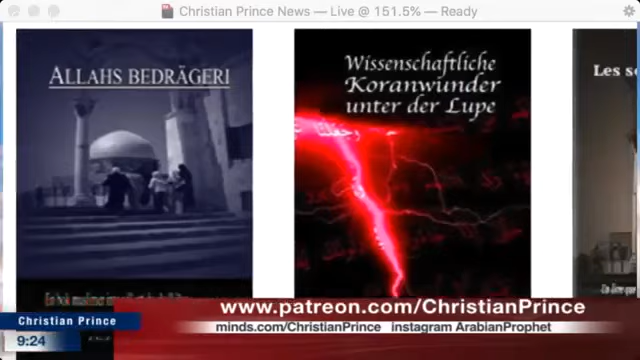 Christian Prince News — Live @ 151.5% — Ready
ALLAHS BEDRÄGERI
Wissenschaftliche
Koranwunder
unter der Lupe
Les
www.patreon.com/ChristianPrince
minds.com/ChristianPrince instagram ArabianProphet
Christian Prince
9:24